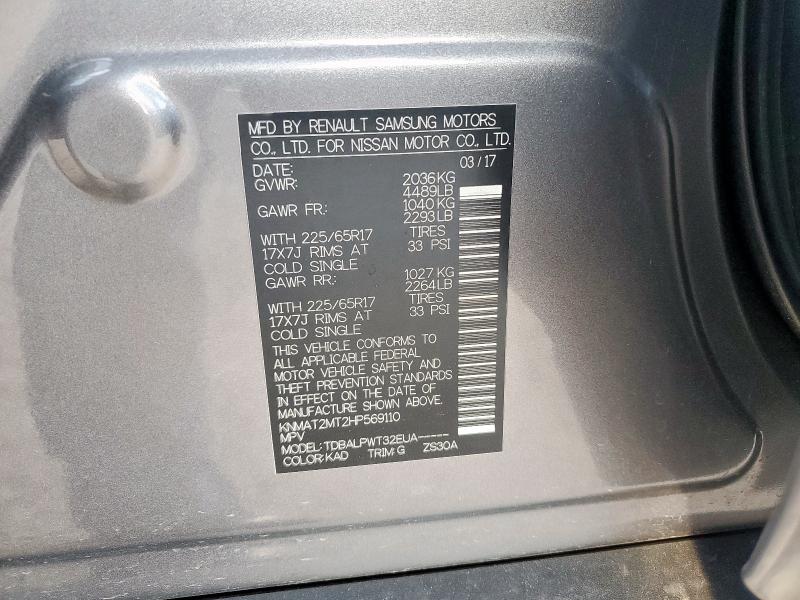 MFD BY RENAULT SAMSUNG MOTORS
CO., LTD. FOR NISSAN MOTOR CO., LTD.
DATE: 03/17
GVWR: 2036KG
4489LB
GAWR FR.: 1040KG
2293LB
WITH 225/65R17 TIRES
17X7J RIMS AT 33 PSI
COLD SINGLE
GAWR RR.: 1027 KG
2264LB
WITH 225/65R17 TIRES
17X7J RIMS AT 33 PSI
COLD SINGLE
THIS VEHICLE CONFORMS TO
ALL APPLICABLE FEDERAL
MOTOR VEHICLE SAFETY AND
THEFT PREVENTION STANDARDS
IN EFFECT ON THE DATE OF
MANUFACTURE SHOWN ABOVE.
KNMAT2MT2HP569110
MPV
MODEL: TDBALPWT32EUA-----
COLOR: KAD TRIM: G ZS30A